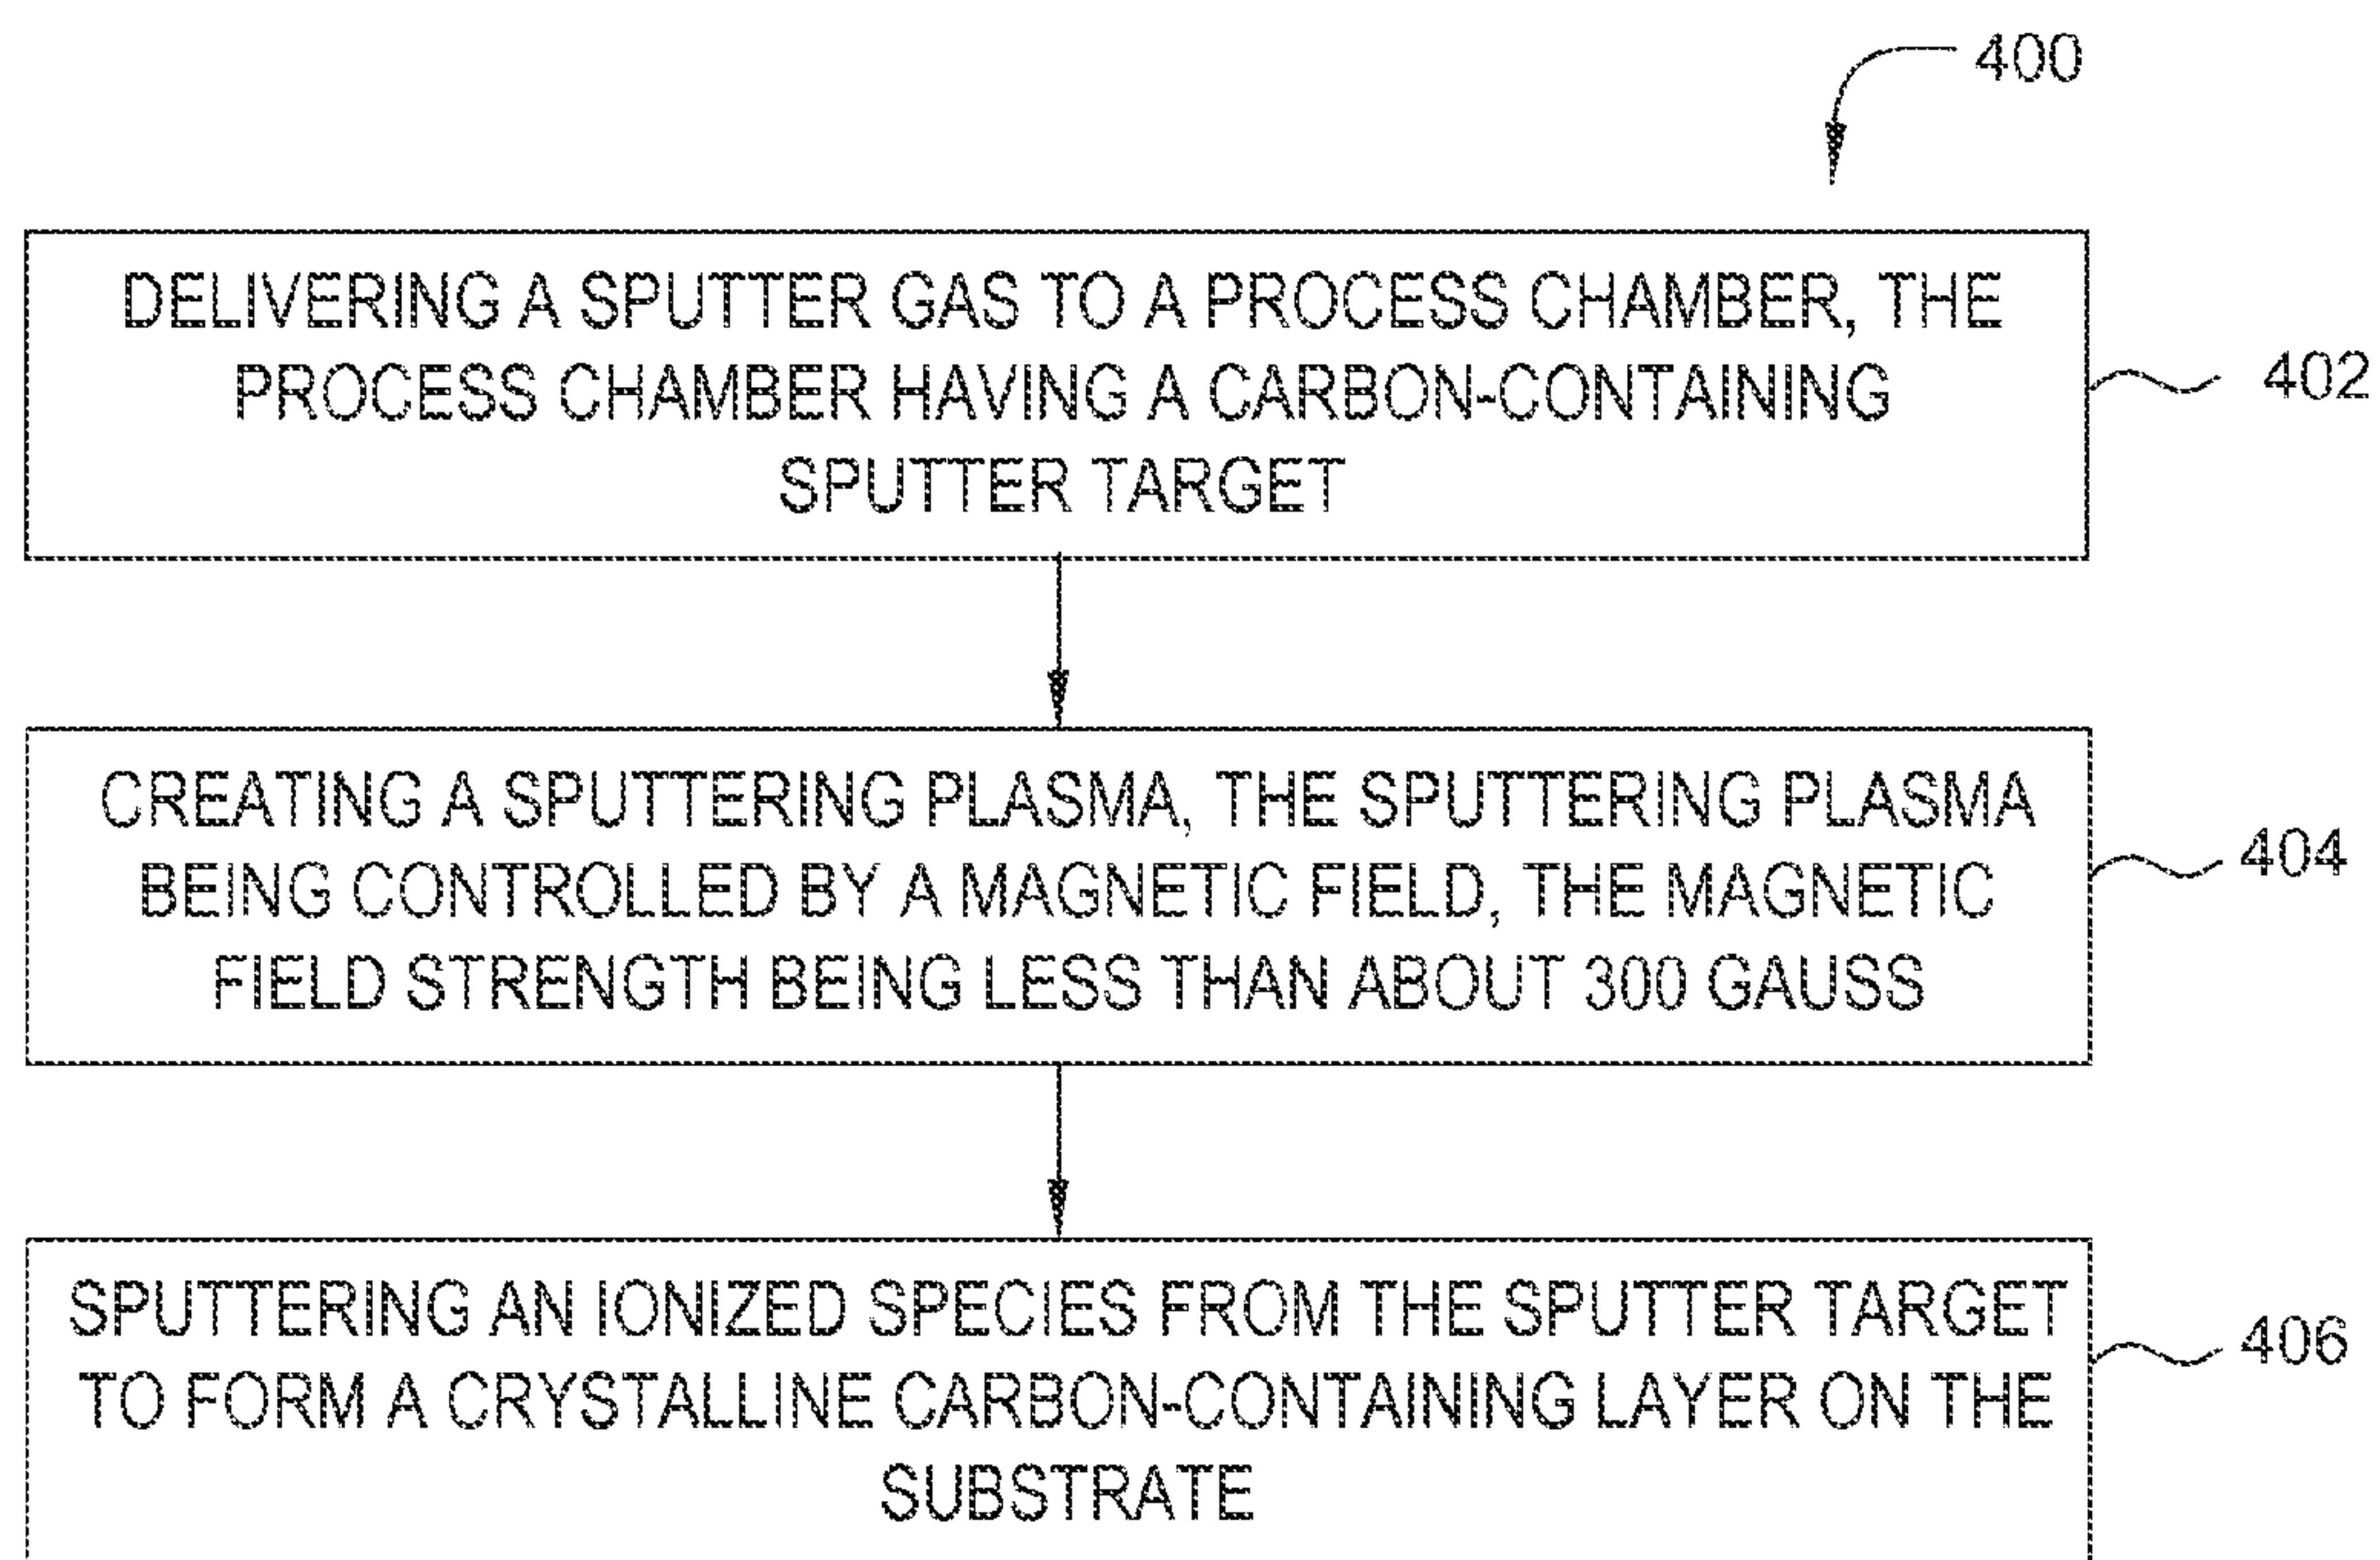 400
DELIVERING A SPUTTER GAS TO A PROCESS CHAMBER, THE
PROCESS CHAMBER HAVING A CARBON-CONTAINING
SPUTTER TARGET
402
CREATING A SPUTTERING PLASMA, THE SPUTTERING PLASMA
BEING CONTROLLED BY A MAGNETIC FIELD, THE MAGNETIC
FIELD STRENGTH BEING LESS THAN ABOUT 300 GAUSS
404
SPUTTERING AN IONIZED SPECIES FROM THE SPUTTER TARGET
TO FORM A CRYSTALLINE CARBON-CONTAINING LAYER ON THE
SUBSTRATE
406